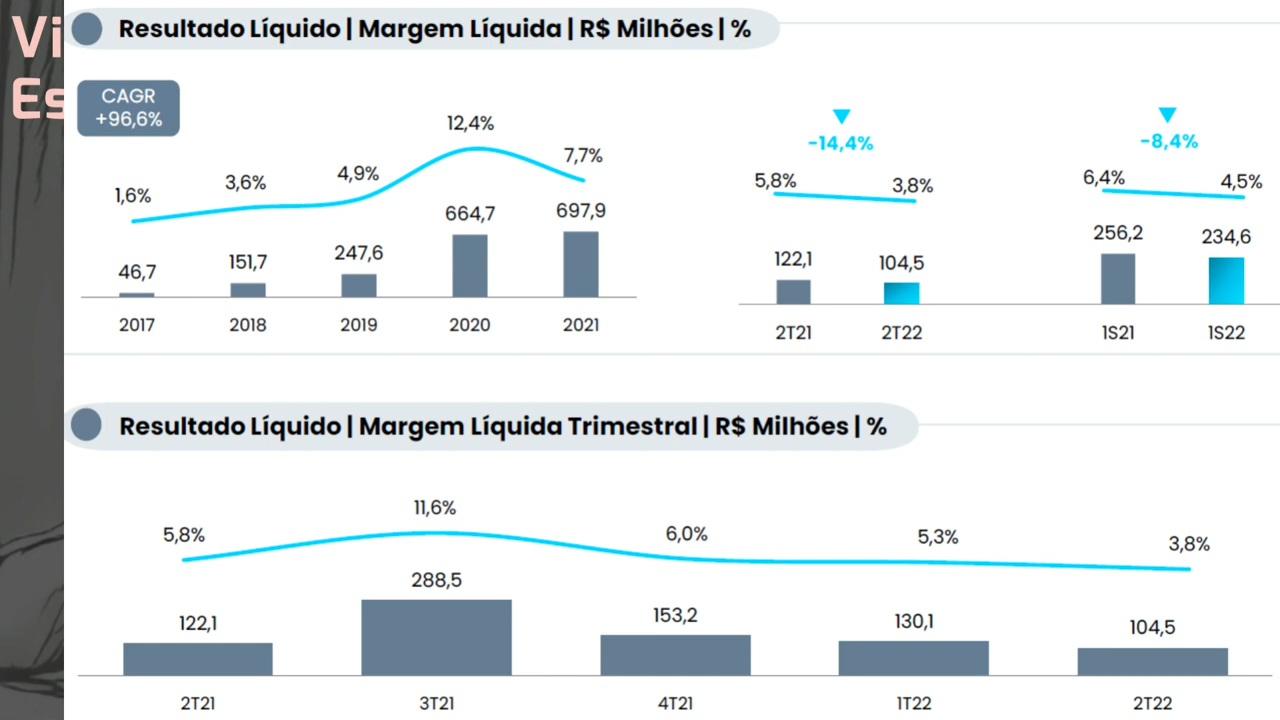 Vi
Es
Resultado Líquido | Margem Líquida | R$ Milhões | %
CAGR
+96,6%
1,6% 3,6% 4,9% 12,4% 7,7%
46,7 151,7 247,6 664,7 697,9
2017 2018 2019 2020 2021
-14,4%
5,8% 3,8%
122,1 104,5
2T21 2T22
-8,4%
6,4% 4,5%
256,2 234,6
1S21 1S22
Resultado Líquido | Margem Líquida Trimestral | R$ Milhões | %
5,8% 11,6% 6,0% 5,3% 3,8%
122,1 288,5 153,2 130,1 104,5
2T21 3T21 4T21 1T22 2T22